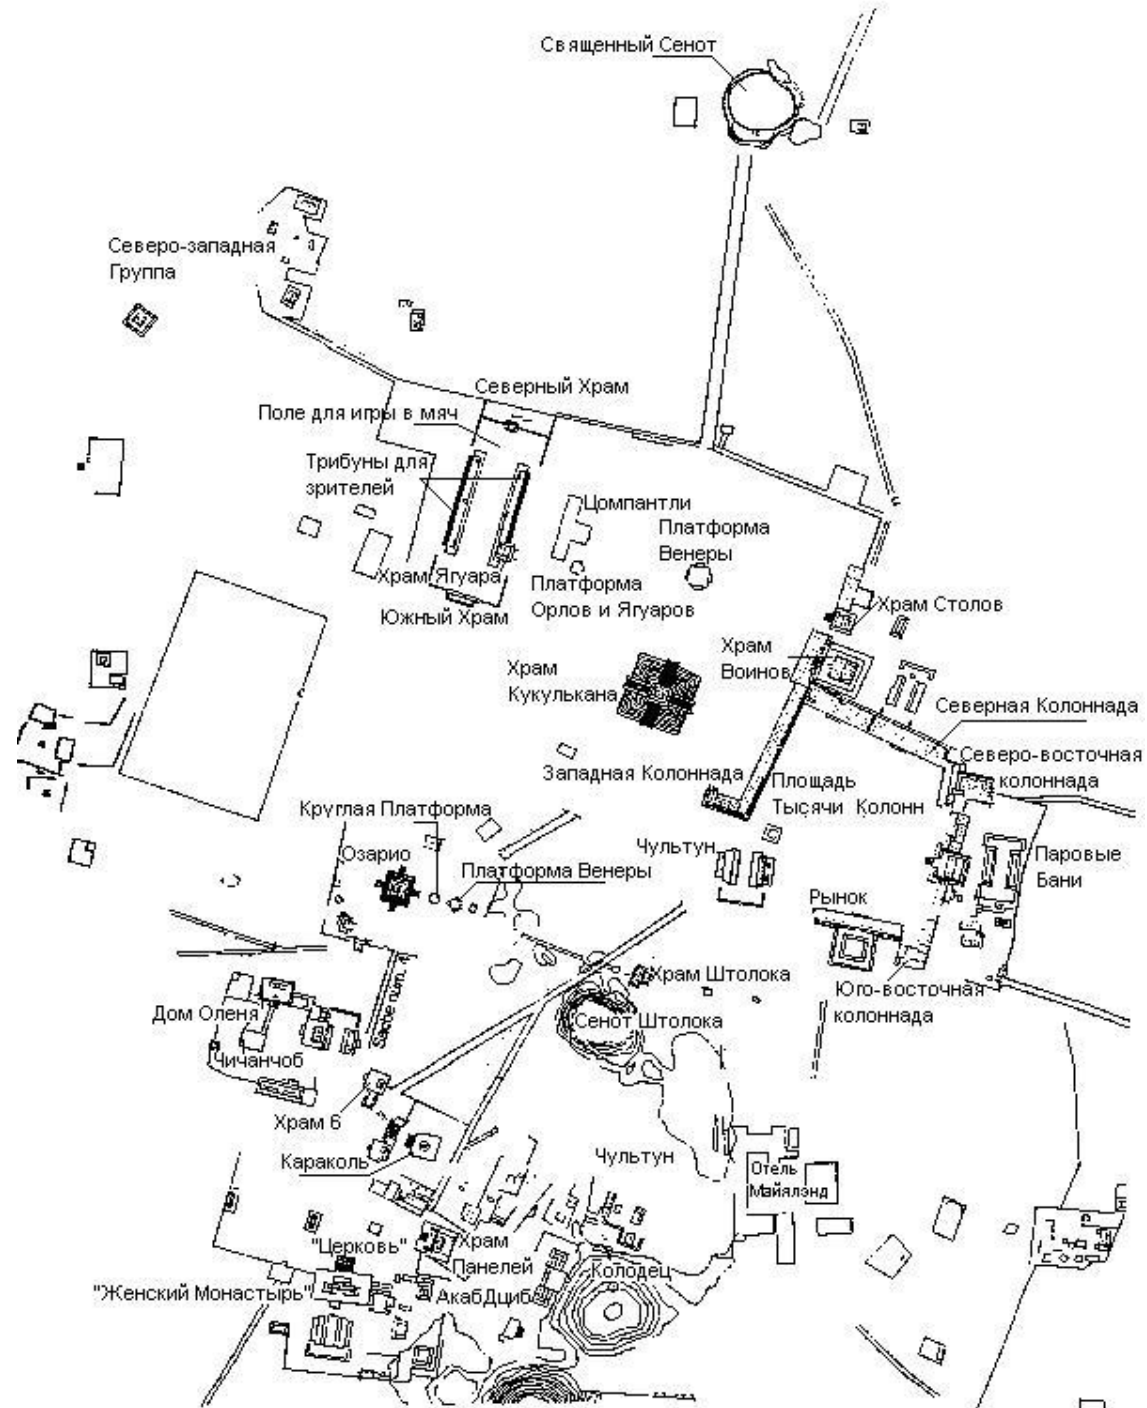 Священный Сенот
Северо-западная
Группа
Северный Храм
Поле для игры в мяч
Трибуны для
зрителей
Цомпантли
Платформа
Венеры
Храм Ягуара
Платформа
Орлов и Ягуаров
Южный Храм
Храм Столов
Храм
Воинов
Храм
Кукулькана
Северная Колоннада
Северо-восточная
колоннада
Западная Колоннада
Площадь
Тысячи Колонн
Круглая Платформа
Озарио
Платформа Венеры
Чультун
Паровые
Бани
Рынок
Храм Штолока
Юго-восточная
колоннада
Sacbe num. 6
Дом Оленя
Сенот Штолока
Чичанчоб
Храм 6
Караколь
Чультун
Отель
Майялэнд
"Церковь"
Храм
Панелей
Колодец
"Женский Монастырь"
АкабДциб